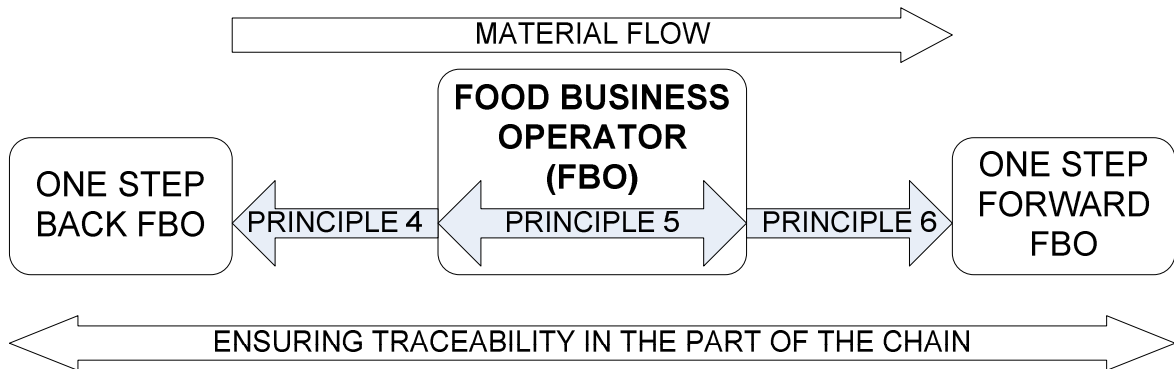 MATERIAL FLOW
FOOD BUSINESS
OPERATOR
(FBO)
ONE STEP
BACK FBO
PRINCIPLE 4
PRINCIPLE 5
PRINCIPLE 6
ONE STEP
FORWARD
FBO
ENSURING TRACEABILITY IN THE PART OF THE CHAIN